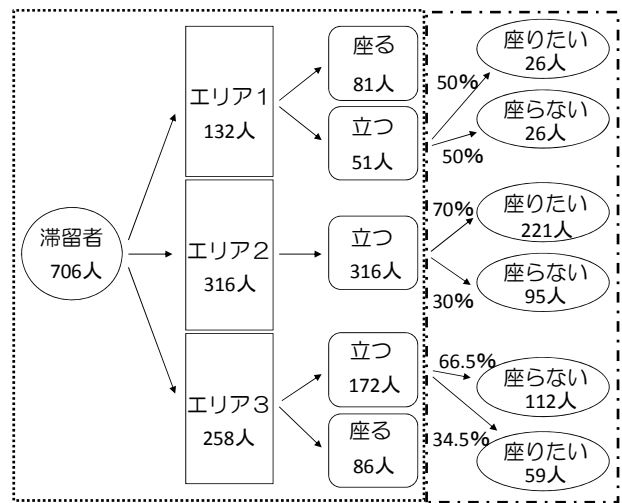 滞留者
706人
エリア1
132人
座る
81人
立つ
51人
50%
座りたい
26人
50%
座らない
26人
エリア2
316人
立つ
316人
70%
座りたい
221人
30%
座らない
95人
エリア3
258人
立つ
172人
座る
86人
66.5%
座らない
112人
34.5%
座りたい
59人